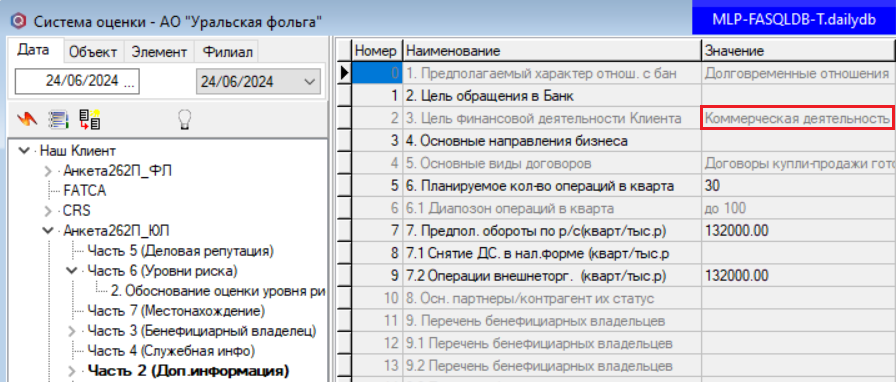 Система оценки - АО "Уральская фольга"
MLP-FASQLDB-T.dailydb
Дата Объект Элемент Филиал
24/06/2024 ... 24/06/2024
Наш Клиент
Анкета262П_ФЛ
FATCA
CRS
Анкета262П_ЮЛ
Часть 5 (Деловая репутация)
Часть 6 (Уровни риска)
2. Обоснование оценки уровня ри
Часть 7 (Местонахождение)
Часть 3 (Бенефициарный владелец)
Часть 4 (Служебная инфо)
Часть 2 (Доп.информация)
Номер Наименование Значение
0 1. Предполагаемый характер отнош. с бан Долговременные отношения
1 2. Цель обращения в Банк
2 3. Цель финансовой деятельности Клиента Коммерческая деятельность
3 4. Основные направления бизнеса
4 5. Основные виды договоров Договоры купли-продажи гото
5 6. Планируемое кол-во операций в кварта 30
6 6.1 Диапозон операций в кварта до 100
7 7. Предпол. обороты по р/с(кварт/тыс.р) 132000.00
8 7.1 Снятие ДС. в нал.форме (кварт/тыс.р
9 7.2 Операции внешнеторг. (кварт/тыс.р) 132000.00
10 8. Осн. партнеры/контрагент их статус
11 9. Перечень бенефициарных владельцев
12 9.1 Перечень бенефициарных владельцев
13 9.2 Перечень бенефициарных владельцев